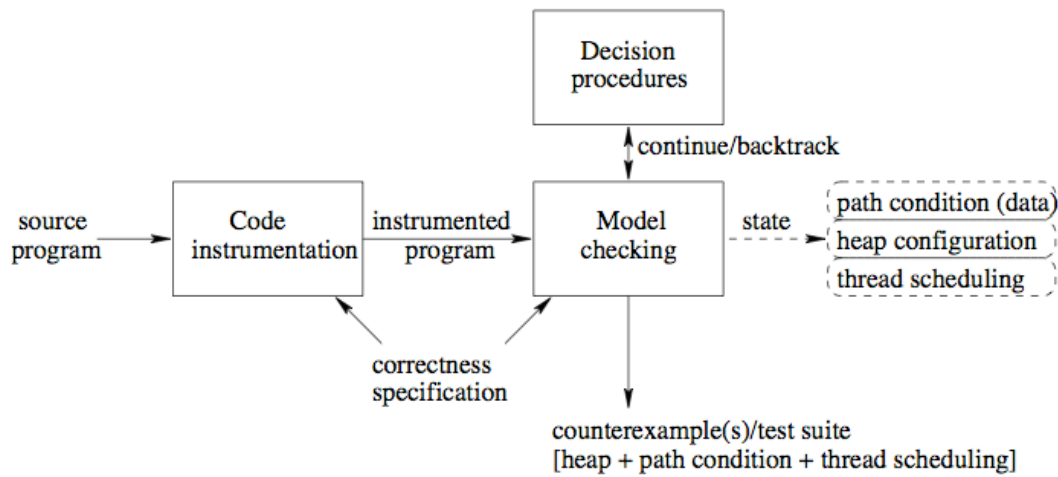 Decision
procedures
continue/backtrack
source
program
Code
instrumentation
instrumented
program
Model
checking
state
path condition (data)
heap configuration
thread scheduling
correctness
specification
counterexample(s)/test suite
[heap + path condition + thread scheduling]